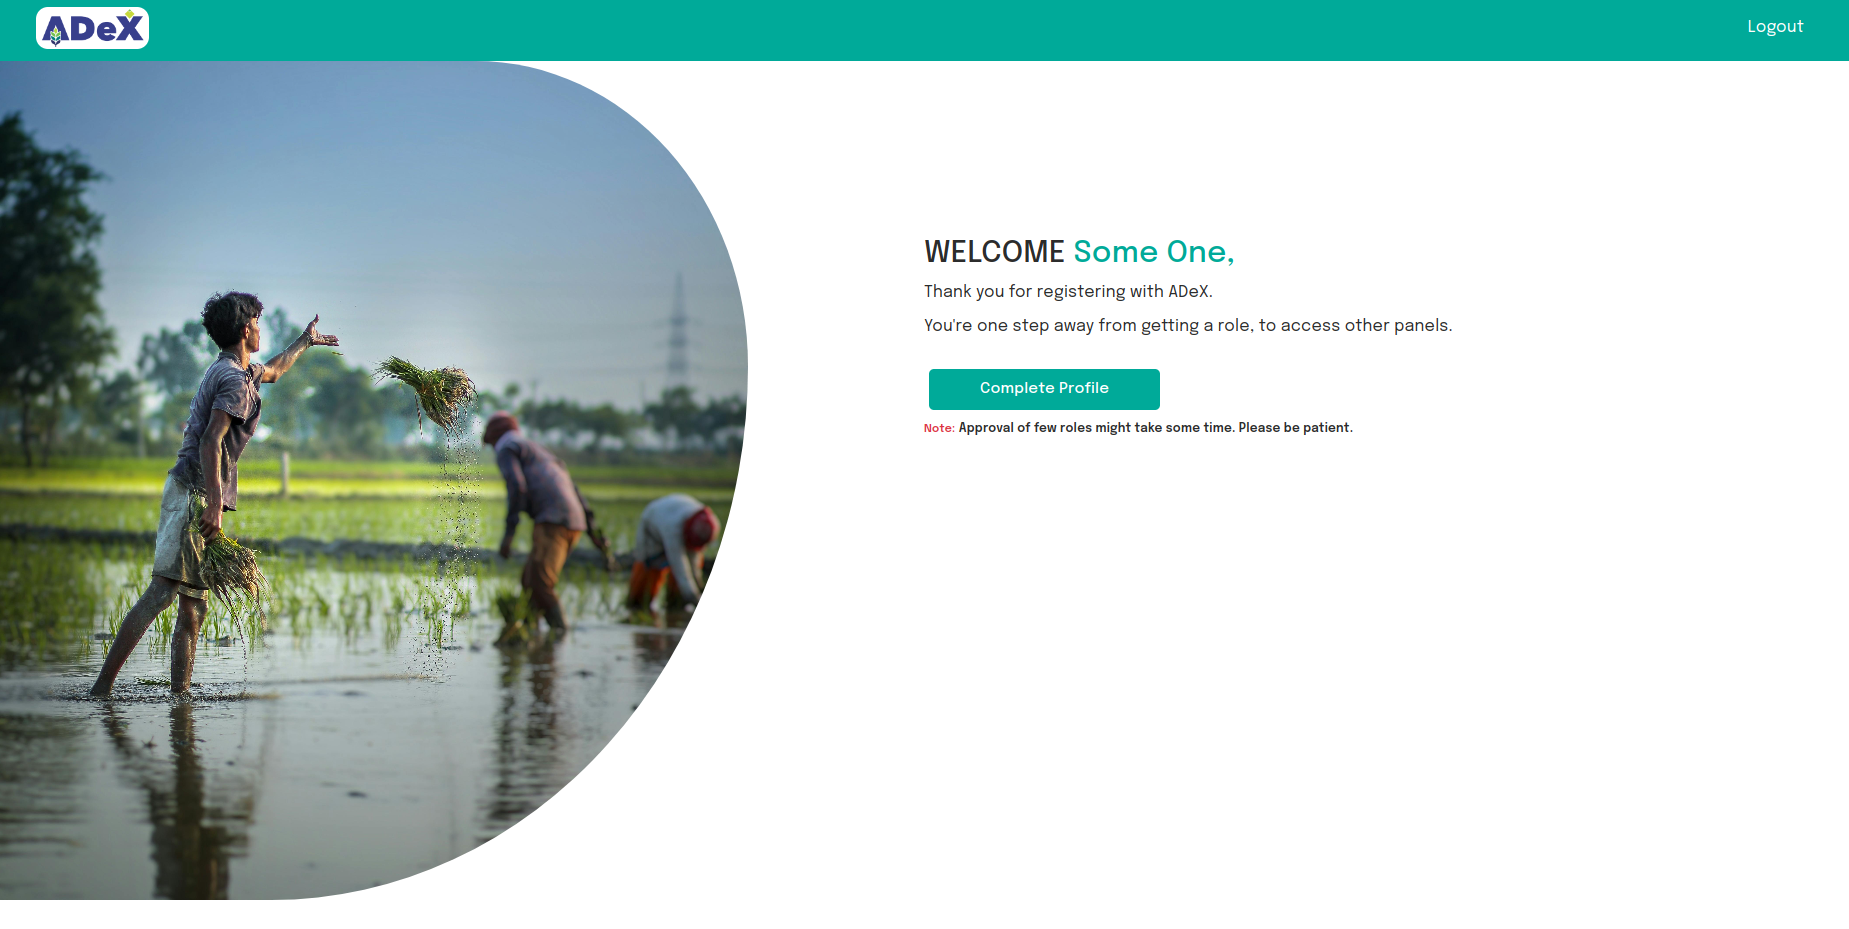 ADeX
Logout
WELCOME Some One,
Thank you for registering with ADeX.
You're one step away from getting a role, to access other panels.
Complete Profile
Note: Approval of few roles might take some time. Please be patient.